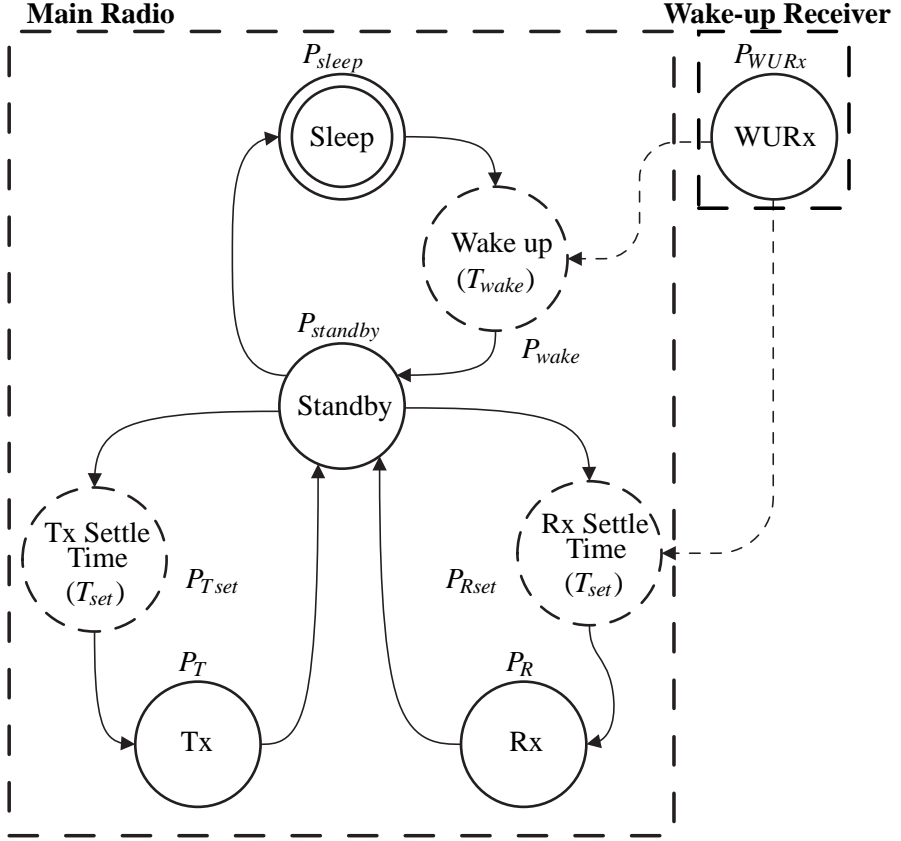 Main Radio
Wake-up Receiver
P_sleep
P_WURx
Sleep
WURx
Wake up
(T_wake)
P_standby
P_wake
Standby
Tx Settle
Time
(T_set)
P_Tset
Rx Settle
Time
(T_set)
P_Rset
P_T
P_R
Tx
Rx